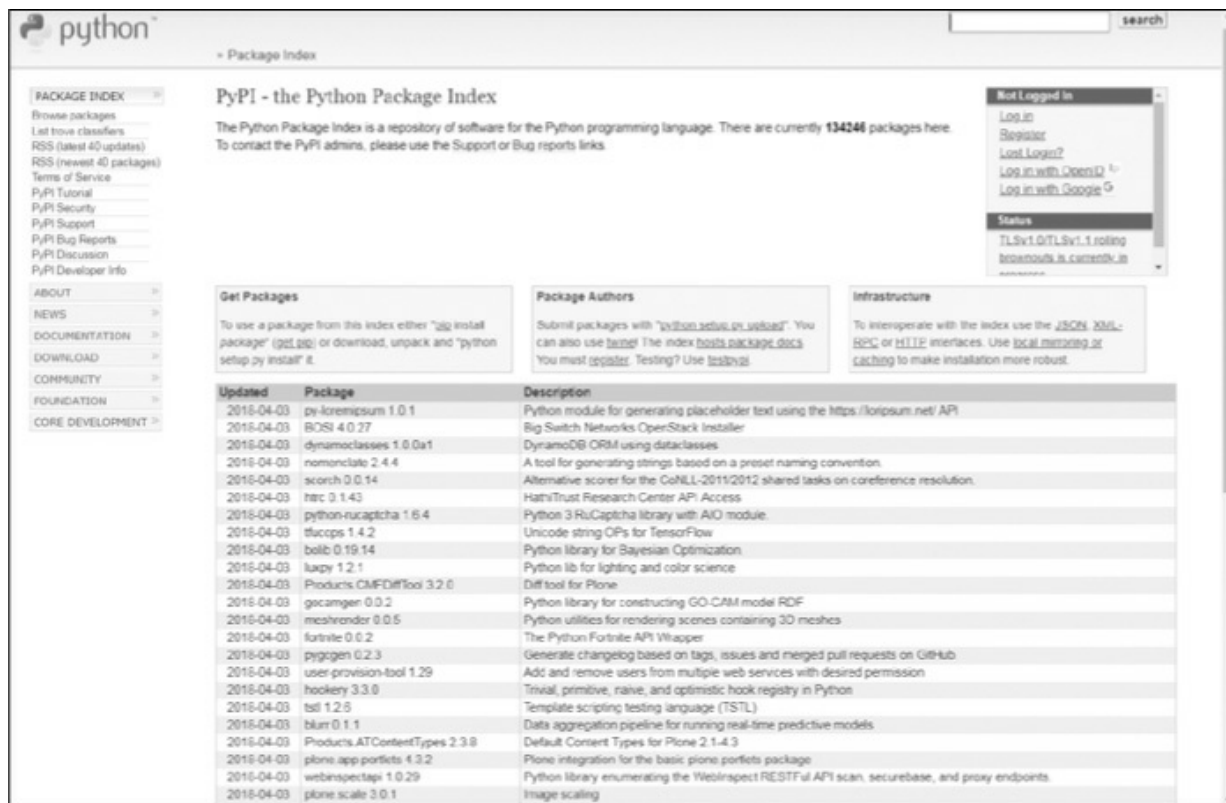 python™
search
» Package Index
PACKAGE INDEX »
Browse packages
List trove classifiers
RSS (latest 40 updates)
RSS (newest 40 packages)
Terms of Service
PyPI Tutorial
PyPI Security
PyPI Support
PyPI Bug Reports
PyPI Discussion
PyPI Developer Info
ABOUT »
NEWS »
DOCUMENTATION »
DOWNLOAD »
COMMUNITY »
FOUNDATION »
CORE DEVELOPMENT »
PyPI - the Python Package Index
The Python Package Index is a repository of software for the Python programming language. There are currently 134246 packages here.
To contact the PyPI admins, please use the Support or Bug reports links.
Not Logged In
Log in
Register
Lost Login?
Log in with OpenID
Log in with Google G
Status
TLSv1.0/TLSv1.1 rolling
brownouts is currently in
Get Packages
To use a package from this index either "pip install
package" (get pip) or download, unpack and "python
setup.py install" it.
Package Authors
Submit packages with "python setup.py upload". You
can also use twine! The index hosts package docs.
You must register. Testing? Use testpypi.
Infrastructure
To interoperate with the index use the JSON, XML-
RPC or HTTP interfaces. Use local mirroring or
caching to make installation more robust.
Updated Package Description
2018-04-03 py-loremipsum 1.0.1 Python module for generating placeholder text using the https://loripsum.net/ API
2018-04-03 BOSI 4.0.27 Big Switch Networks OpenStack Installer
2018-04-03 dynamoclasses 1.0.0a1 DynamoDB ORM using dataclasses
2018-04-03 nomenclate 2.4.4 A tool for generating strings based on a preset naming convention.
2018-04-03 scorch 0.0.14 Alternative scorer for the CoNLL-2011/2012 shared tasks on coreference resolution.
2018-04-03 htrc 0.1.43 HathiTrust Research Center API Access
2018-04-03 python-rucaptcha 1.6.4 Python 3 RuCaptcha library with AIO module.
2018-04-03 tfuccps 1.4.2 Unicode string OPs for TensorFlow
2018-04-03 bolib 0.19.14 Python library for Bayesian Optimization.
2018-04-03 luxpy 1.2.1 Python lib for lighting and color science
2018-04-03 Products.CMFDiffTool 3.2.0 Diff tool for Plone
2018-04-03 gocamgen 0.0.2 Python library for constructing GO-CAM model RDF
2018-04-03 meshrender 0.0.5 Python utilities for rendering scenes containing 3D meshes
2018-04-03 fortnite 0.0.2 The Python Fortnite API Wrapper
2018-04-03 pygcgen 0.2.3 Generate changelog based on tags, issues and merged pull requests on GitHub.
2018-04-03 user-provision-tool 1.29 Add and remove users from multiple web services with desired permission
2018-04-03 hookery 3.3.0 Trivial, primitive, naive, and optimistic hook registry in Python
2018-04-03 tstl 1.2.6 Template scripting testing language (TSTL)
2018-04-03 blurr 0.1.1 Data aggregation pipeline for running real-time predictive models
2018-04-03 Products.ATContentTypes 2.3.8 Default Content Types for Plone 2.1-4.3
2018-04-03 plone.app.portlets 4.3.2 Plone integration for the basic plone.portlets package
2018-04-03 webinspectapi 1.0.29 Python library enumerating the WebInspect RESTFul API scan, securebase, and proxy endpoints.
2018-04-03 plone.scale 3.0.1 Image scaling